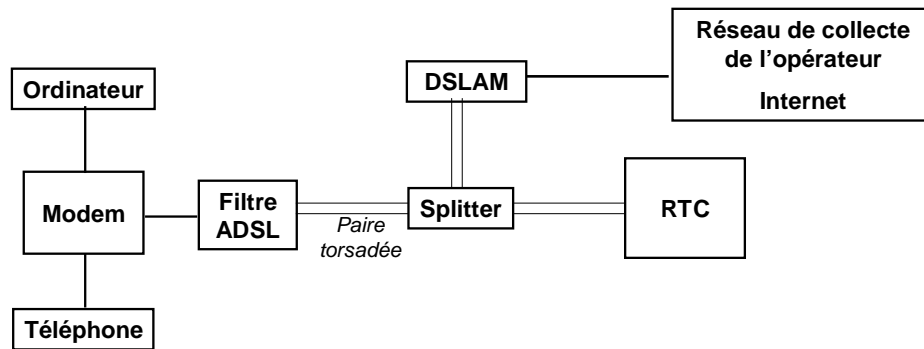 Réseau de collecte
de l’opérateur
Internet
Ordinateur
DSLAM
Modem
Filtre
ADSL
Paire
torsadée
Splitter
RTC
Téléphone